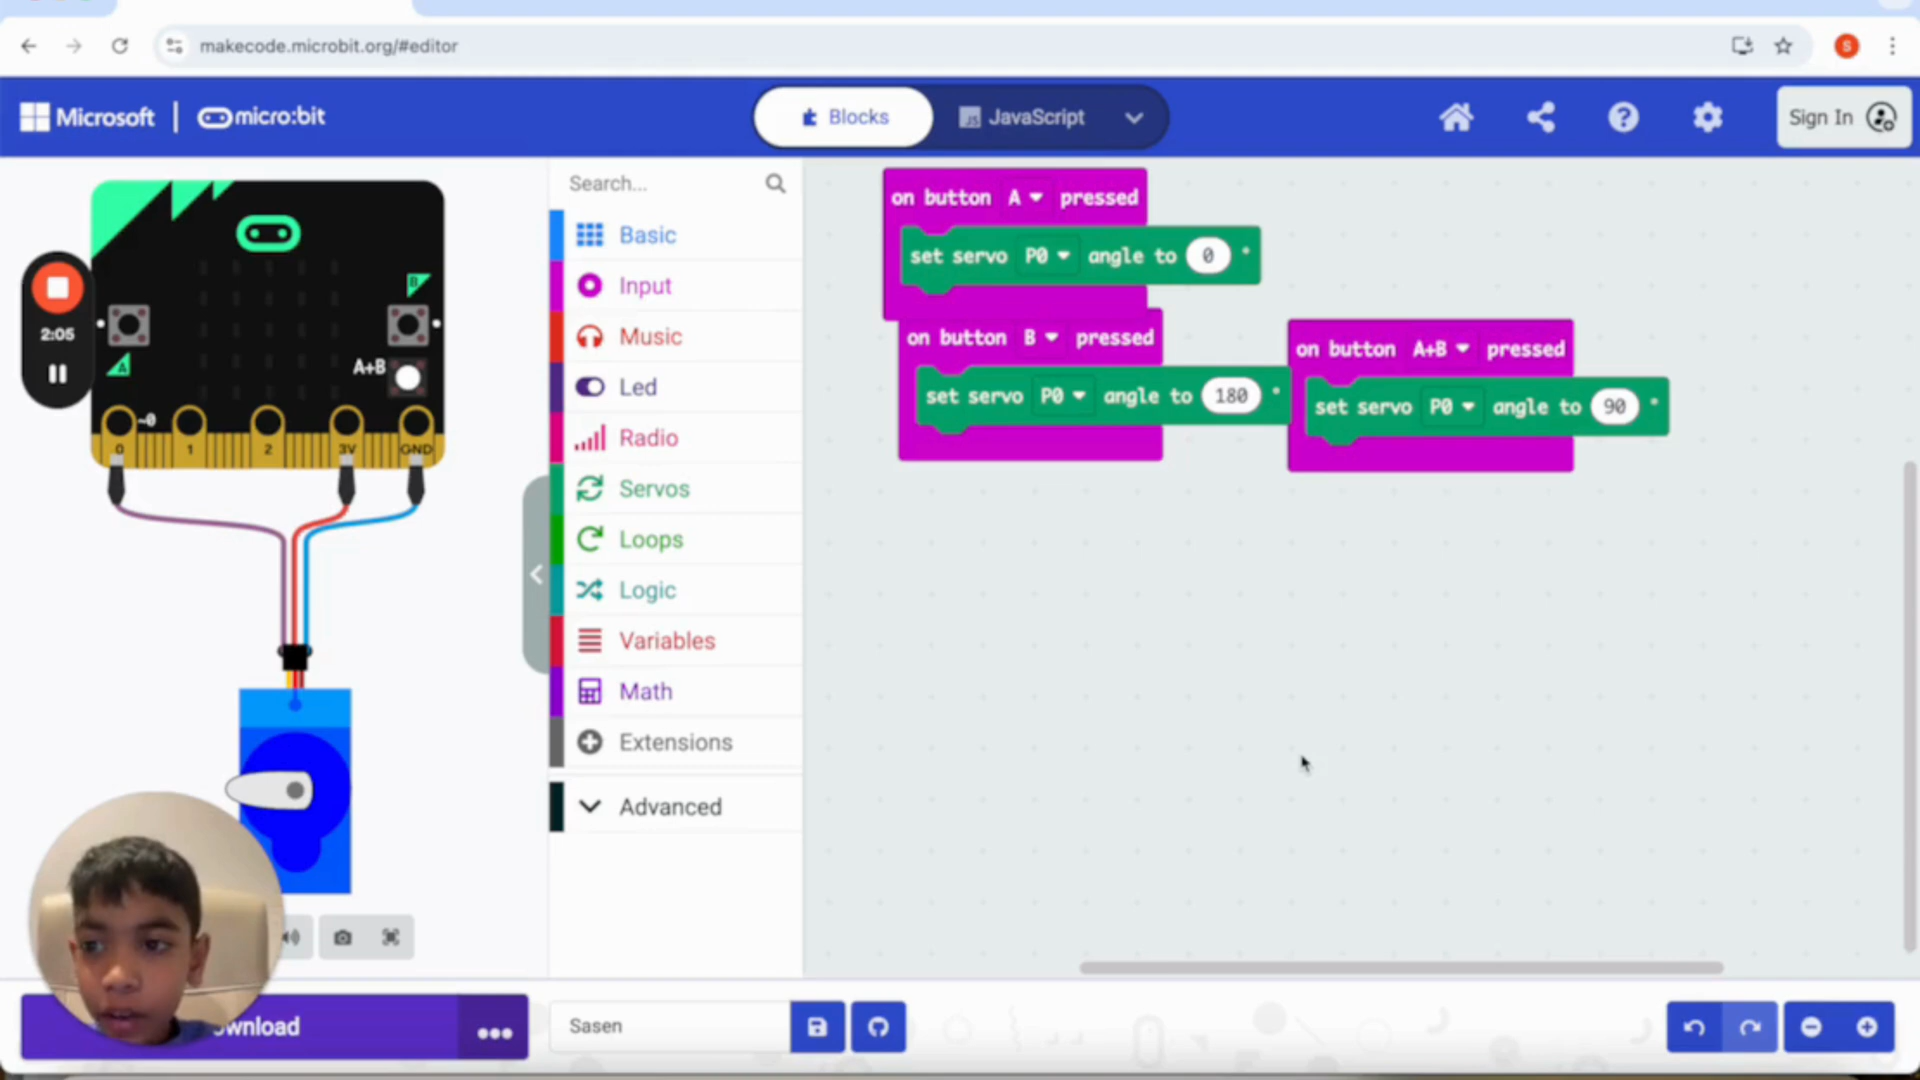 makecode.microbit.org/#editor
S
Microsoft
micro:bit
Blocks
JS JavaScript
Sign In
2:05
A
B
A+B
~0
0 1 2 3V GND
Search...
Basic
Input
Music
Led
Radio
Servos
Loops
Logic
Variables
Math
Extensions
Advanced
on button A pressed
set servo P0 angle to 0 °
on button B pressed
set servo P0 angle to 180 °
on button A+B pressed
set servo P0 angle to 90 °
Sasen